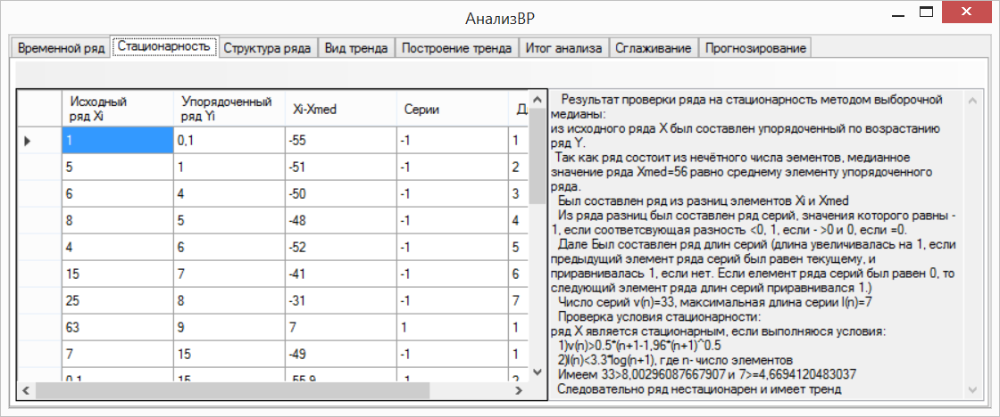 АнализВР
Временной ряд Стационарность Структура ряда Вид тренда Построение тренда Итог анализа Сглаживание Прогнозирование
Исходный ряд Xi Упорядоченный ряд Yi Xi-Xmed Серии Д
1 0,1 -55 -1 1
5 1 -51 -1 2
6 4 -50 -1 3
8 5 -48 -1 4
4 6 -52 -1 5
15 7 -41 -1 6
25 8 -31 -1 7
63 9 7 1 1
7 15 -49 -1 1
0,1 15 -55,9 -1 2
Результат проверки ряда на стационарность методом выборочной
медианы:
из исходного ряда X был составлен упорядоченный по возрастанию
ряд Y.
Так как ряд состоит из нечётного числа эементов, медианное
значение ряда Xmed=56 равно среднему элементу упорядоченного
ряда.
Был составлен ряд из разниц элементов Xi и Xmed
Из ряда разниц был составлен ряд серий, значения которого равны -
1, если соответсвующая разность <0, 1, если - >0 и 0, если =0.
Дале Был составлен ряд длин серий (длина увеличивалась на 1, если
предыдущий элемент ряда серий был равен текущему, и
приравнивалась 1, если нет. Если елемент ряда серий был равен 0, то
следующий элемент ряда длин серий приравнивался 1.)
Число серий v(n)=33, максимальная длина серии l(n)=7
Проверка условия стационарности:
ряд X является стационарным, если выполняюся условия:
1)v(n)>0.5*(n+1-1,96*(n+1)^0.5
2)l(n)<3.3*log(n+1), где n- число элементов
Имеем 33>8,00296087667907 и 7>=4,6694120483037
Следовательно ряд нестационарен и имеет тренд